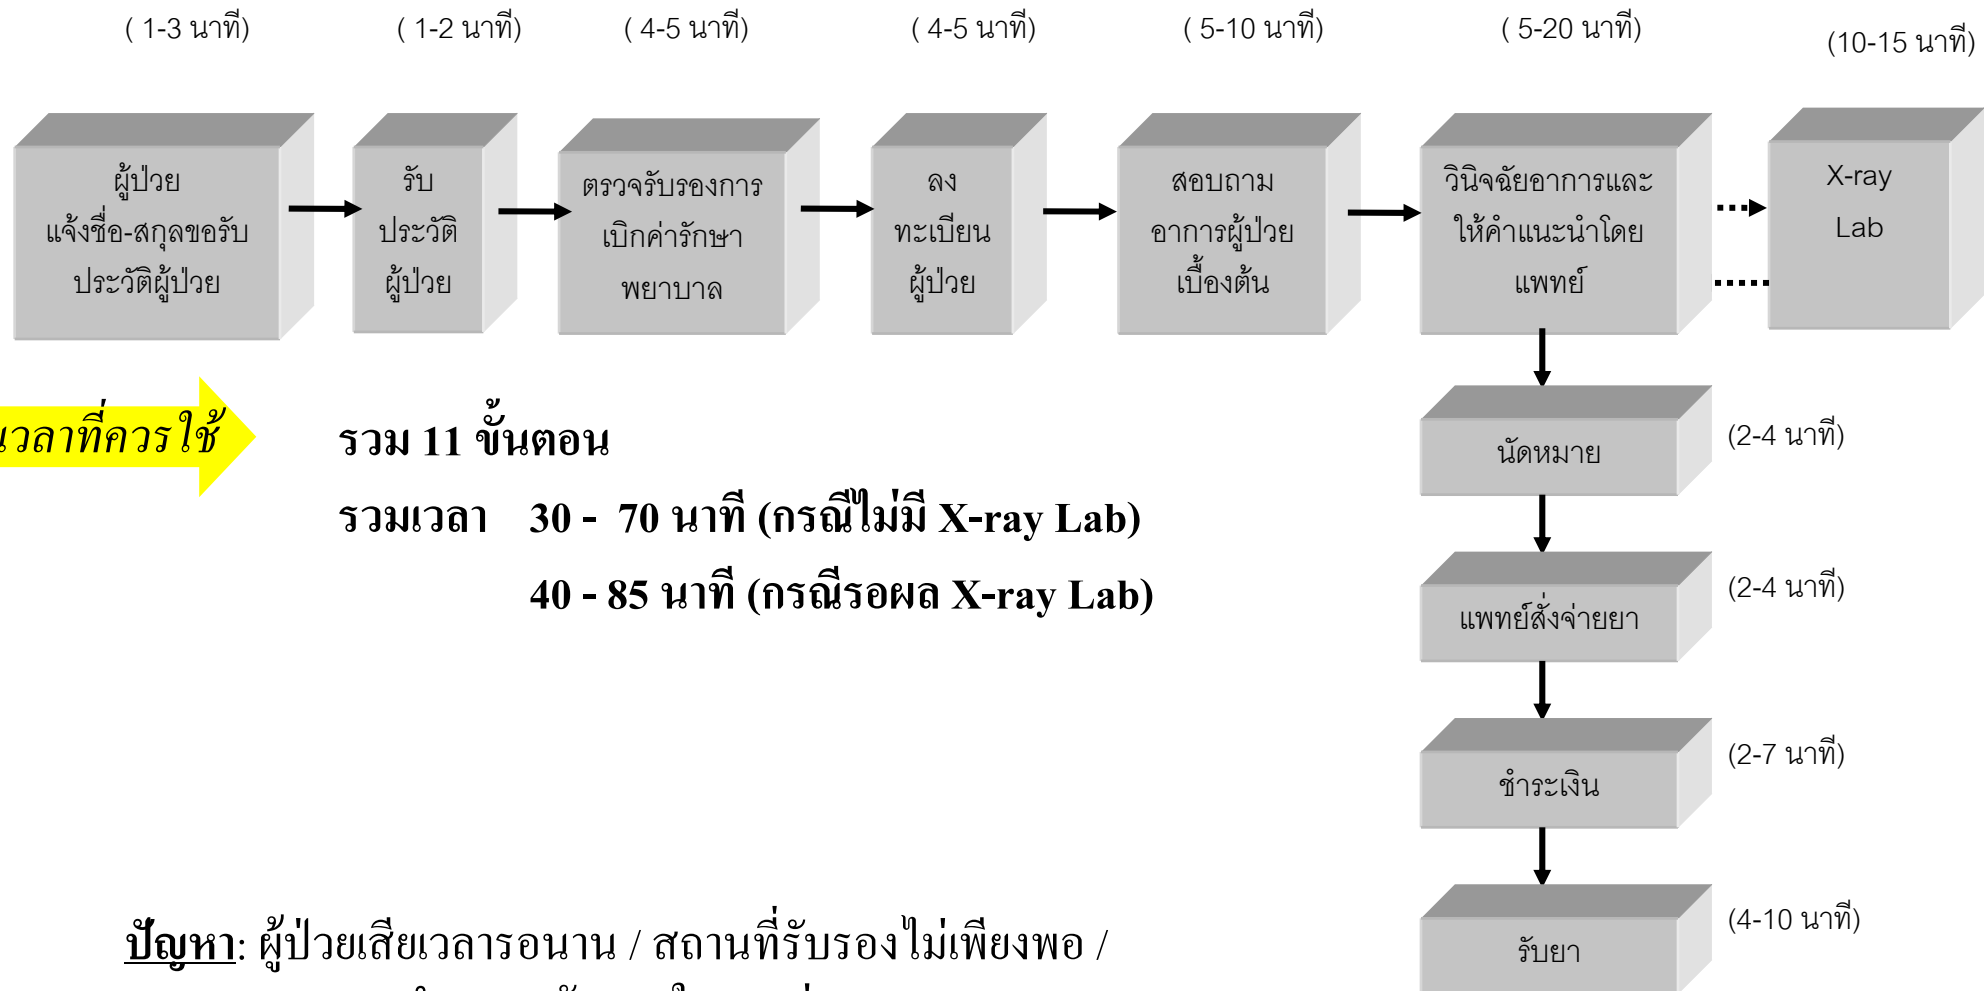 ( 1-3 นาที)
( 1-2 นาที)
( 4-5 นาที)
( 4-5 นาที)
( 5-10 นาที)
( 5-20 นาที)
(10-15 นาที)
ผู้ป่วย
แจ้งชื่อ-สกุลขอรับ
ประวัติผู้ป่วย
รับ
ประวัติ
ผู้ป่วย
ตรวจรับรองการ
เบิกค่ารักษา
พยาบาล
ลง
ทะเบียน
ผู้ป่วย
สอบถาม
อาการผู้ป่วย
เบื้องต้น
วินิจฉัยอาการและ
ให้คำแนะนำโดย
แพทย์
X-ray
Lab
เวลาที่ควรใช้
รวม 11 ขั้นตอน
รวมเวลา 30 - 70 นาที (กรณีไม่มี X-ray Lab)
40 - 85 นาที (กรณีรอผล X-ray Lab)
นัดหมาย
(2-4 นาที)
แพทย์สั่งจ่ายยา
(2-4 นาที)
ชำระเงิน
(2-7 นาที)
รับยา
(4-10 นาที)
ปัญหา: ผู้ป่วยเสียเวลารอนาน / สถานที่รับรองไม่เพียงพอ /